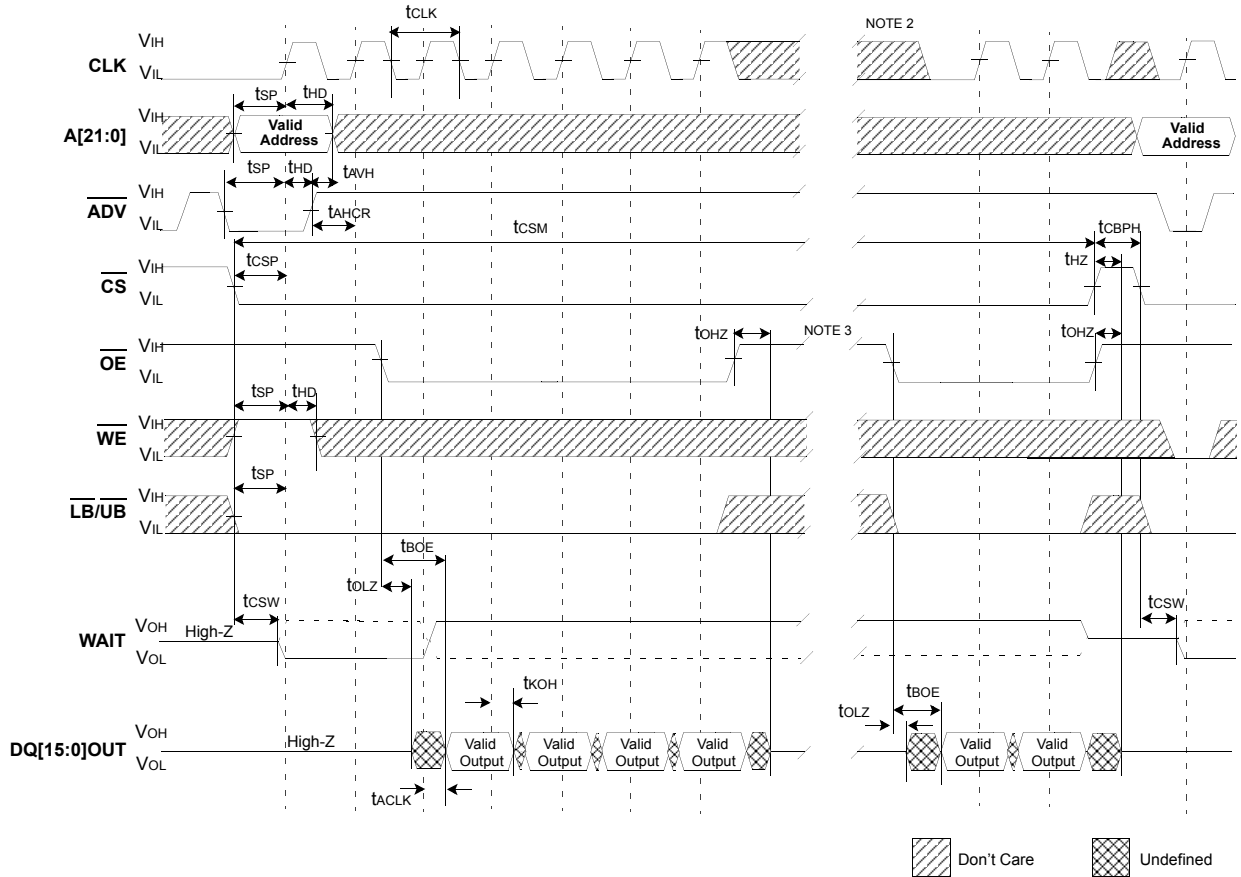 tCLK
NOTE 2
VIH
CLK
VIL
tSP tHD
VIH
A[21:0]
VIL
Valid Address
Valid Address
tSP tHD tAVH
VIH
ADV
VIL
tAHCR
tCSM
tCBPH
VIH
CS
VIL
tCSP
tHZ
tOHZ
NOTE 3
tOHZ
VIH
OE
VIL
tSP tHD
VIH
WE
VIL
tSP
VIH
LB/UB
VIL
tBOE
tOLZ
tCSW
tCSW
VOH
WAIT
VOL
High-Z
tKOH
tBOE
tOLZ
VOH
DQ[15:0]OUT
VOL
High-Z
Valid Output
Valid Output
Valid Output
Valid Output
Valid Output
Valid Output
tACLK
Don't Care
Undefined